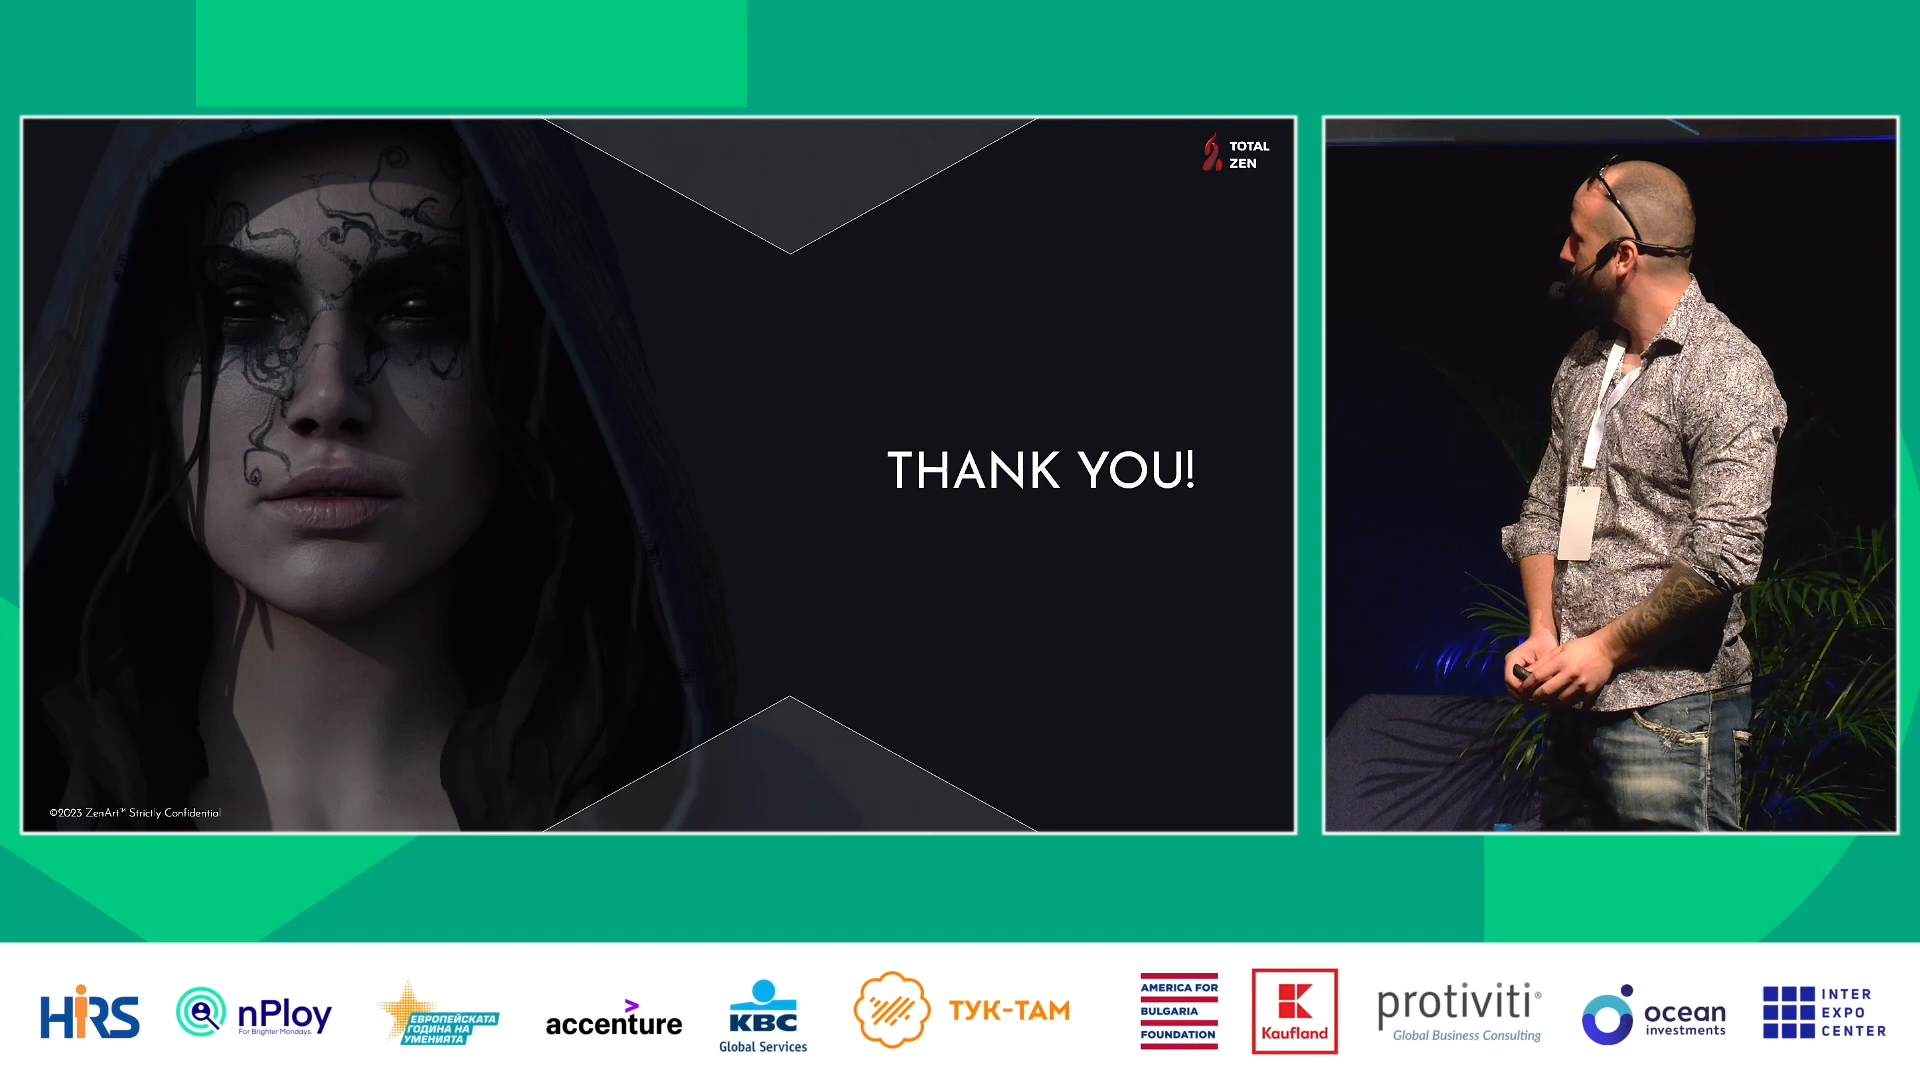 TOTAL
ZEN
THANK YOU!
©2023 ZenArt™ Strictly Confidential
HRS
nPloy
For Brighter Mondays.
ЕВРОПЕЙСКАТА
ГОДИНА НА
УМЕНИЯТА
accenture
KBC
Global Services
ТУК-ТАМ
AMERICA FOR
BULGARIA
FOUNDATION
Kaufland
protiviti®
Global Business Consulting
ocean
investments
INTER
EXPO
CENTER